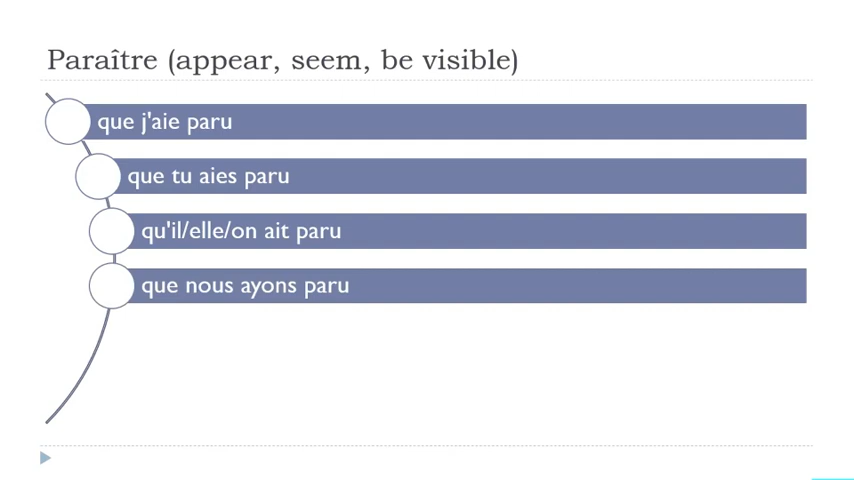 Paraître (appear, seem, be visible)
que j'aie paru
que tu aies paru
qu'il/elle/on ait paru
que nous ayons paru